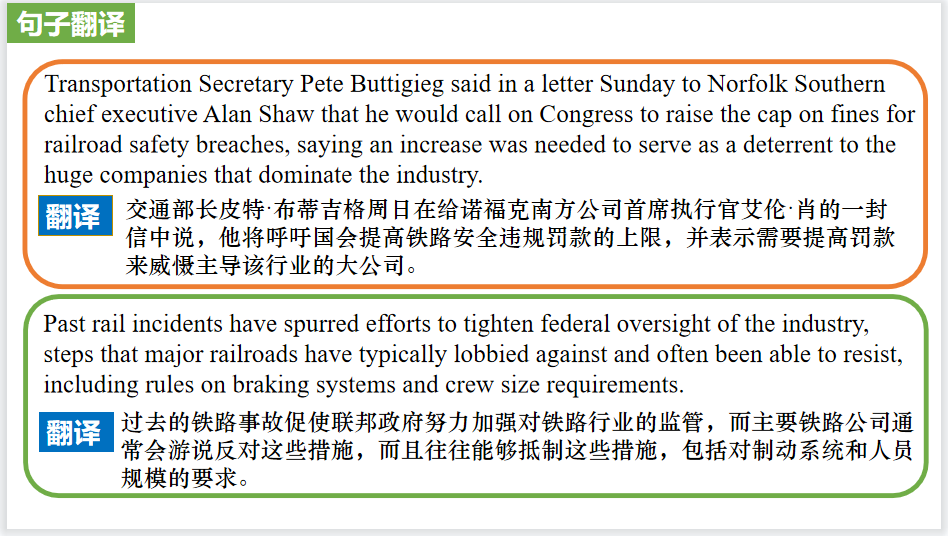 句子翻译
Transportation Secretary Pete Buttigieg said in a letter Sunday to Norfolk Southern
chief executive Alan Shaw that he would call on Congress to raise the cap on fines for
railroad safety breaches, saying an increase was needed to serve as a deterrent to the
huge companies that dominate the industry.
翻译
交通部长皮特·布蒂吉格周日在给诺福克南方公司首席执行官艾伦·肖的一封
信中说，他将呼吁国会提高铁路安全违规罚款的上限，并表示需要提高罚款
来威慑主导该行业的大公司。
Past rail incidents have spurred efforts to tighten federal oversight of the industry,
steps that major railroads have typically lobbied against and often been able to resist,
including rules on braking systems and crew size requirements.
翻译
过去的铁路事故促使联邦政府努力加强对铁路行业的监管，而主要铁路公司通
常会游说反对这些措施，而且往往能够抵制这些措施，包括对制动系统和人员
规模的要求。